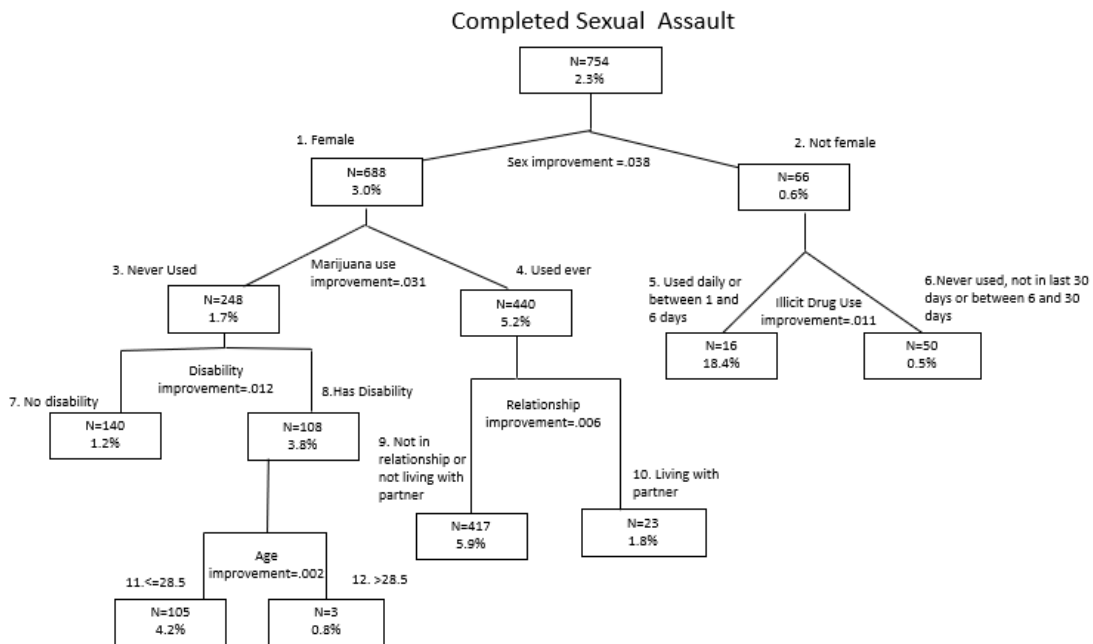 Completed Sexual Assault
N=754
2.3%
1. Female
Sex improvement =.038
2. Not female
N=688
3.0%
N=66
0.6%
3. Never Used
Marijuana use
improvement=.031
4. Used ever
5. Used daily or
between 1 and
6 days
Illicit Drug Use
improvement=.011
6.Never used, not in last 30
days or between 6 and 30
days
N=248
1.7%
N=440
5.2%
N=16
18.4%
N=50
0.5%
Disability
improvement=.012
7. No disability
8.Has Disability
N=140
1.2%
N=108
3.8%
Relationship
improvement=.006
9. Not in
relationship or
not living with
partner
10. Living with
partner
N=417
5.9%
N=23
1.8%
Age
improvement=.002
11.<=28.5
12. >28.5
N=105
4.2%
N=3
0.8%